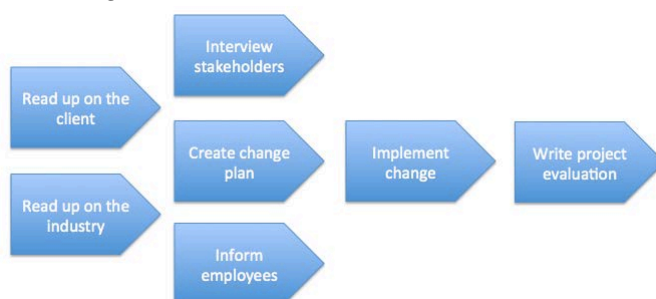 Read up on the
client
Read up on the
industry
Interview
stakeholders
Create change
plan
Inform
employees
Implement
change
Write project
evaluation